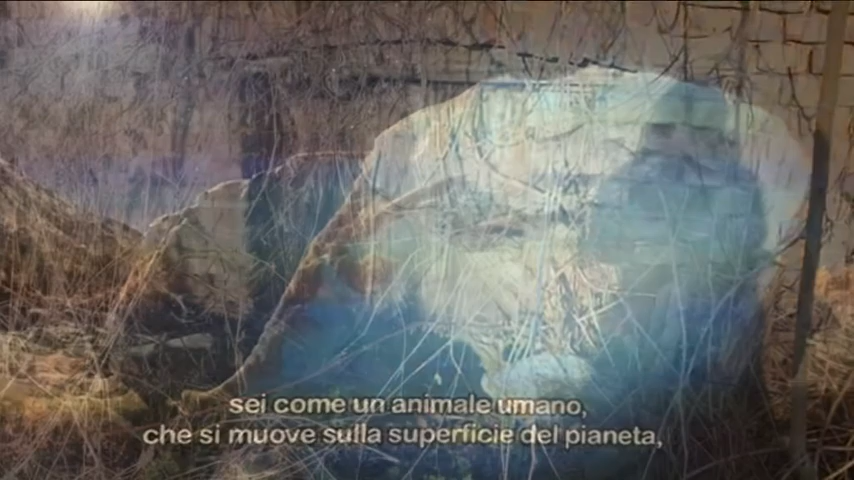 sei come un animale umano,
che si muove sulla superficie del pianeta,